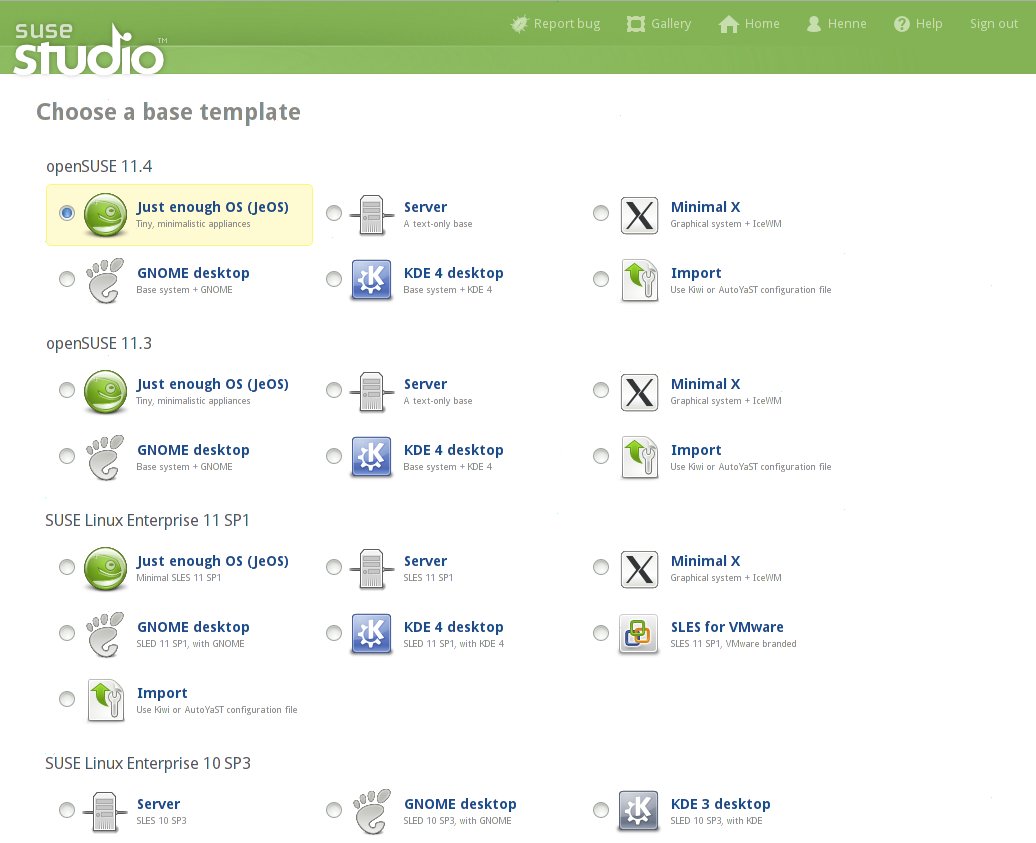 suse
studio™
Report bug Gallery Home Henne Help Sign out
Choose a base template
openSUSE 11.4
Just enough OS (JeOS)
Tiny, minimalistic appliances
Server
A text-only base
Minimal X
Graphical system + IceWM
GNOME desktop
Base system + GNOME
KDE 4 desktop
Base system + KDE 4
Import
Use Kiwi or AutoYaST configuration file
openSUSE 11.3
Just enough OS (JeOS)
Tiny, minimalistic appliances
Server
A text-only base
Minimal X
Graphical system + IceWM
GNOME desktop
Base system + GNOME
KDE 4 desktop
Base system + KDE 4
Import
Use Kiwi or AutoYaST configuration file
SUSE Linux Enterprise 11 SP1
Just enough OS (JeOS)
Minimal SLES 11 SP1
Server
SLES 11 SP1
Minimal X
Graphical system + IceWM
GNOME desktop
SLED 11 SP1, with GNOME
KDE 4 desktop
SLED 11 SP1, with KDE 4
SLES for VMware
SLES 11 SP1, VMware branded
Import
Use Kiwi or AutoYaST configuration file
SUSE Linux Enterprise 10 SP3
Server
SLES 10 SP3
GNOME desktop
SLED 10 SP3, with GNOME
KDE 3 desktop
SLED 10 SP3, with KDE